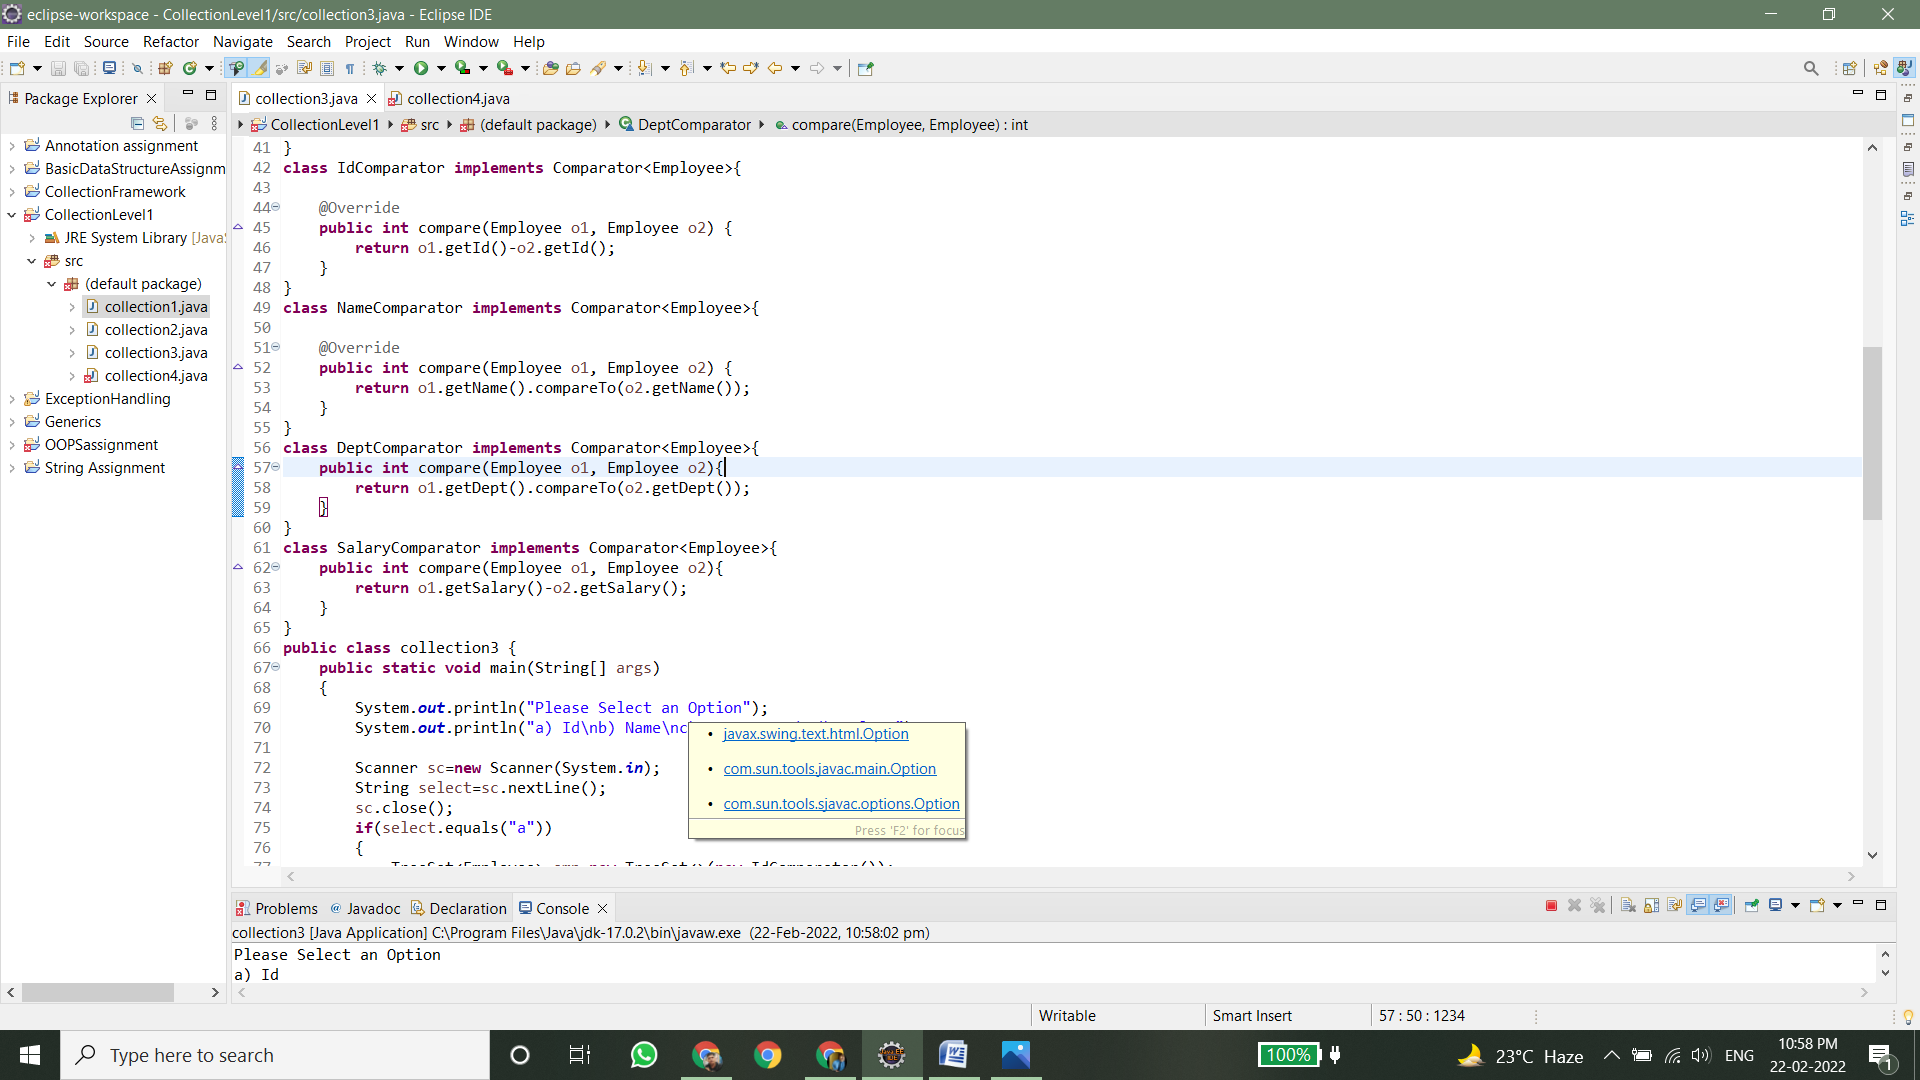 eclipse-workspace - CollectionLevel1/src/collection3.java - Eclipse IDE
File Edit Source Refactor Navigate Search Project Run Window Help
Package Explorer
collection3.java collection4.java
CollectionLevel1 src (default package) DeptComparator compare(Employee, Employee) : int
Annotation assignment
BasicDataStructureAssignm
CollectionFramework
CollectionLevel1
JRE System Library [Java
src
(default package)
collection1.java
collection2.java
collection3.java
collection4.java
ExceptionHandling
Generics
OOPSassignment
String Assignment
41 }
42 class IdComparator implements Comparator<Employee>{
43
44 @Override
45 public int compare(Employee o1, Employee o2) {
46 return o1.getId()-o2.getId();
47 }
48 }
49 class NameComparator implements Comparator<Employee>{
50
51 @Override
52 public int compare(Employee o1, Employee o2) {
53 return o1.getName().compareTo(o2.getName());
54 }
55 }
56 class DeptComparator implements Comparator<Employee>{
57 public int compare(Employee o1, Employee o2){
58 return o1.getDept().compareTo(o2.getDept());
59 }
60 }
61 class SalaryComparator implements Comparator<Employee>{
62 public int compare(Employee o1, Employee o2){
63 return o1.getSalary()-o2.getSalary();
64 }
65 }
66 public class collection3 {
67 public static void main(String[] args)
68 {
69 System.out.println("Please Select an Option");
70 System.out.println("a) Id\nb) Name\nc
71
72 Scanner sc=new Scanner(System.in);
73 String select=sc.nextLine();
74 sc.close();
75 if(select.equals("a"))
76 {
javax.swing.text.html.Option
com.sun.tools.javac.main.Option
com.sun.tools.sjavac.options.Option
Press 'F2' for focus
Problems Javadoc Declaration Console
collection3 [Java Application] C:\Program Files\Java\jdk-17.0.2\bin\javaw.exe (22-Feb-2022, 10:58:02 pm)
Please Select an Option
a) Id
Writable Smart Insert 57 : 50 : 1234
Type here to search
100%
23°C Haze
ENG
10:58 PM
22-02-2022
1